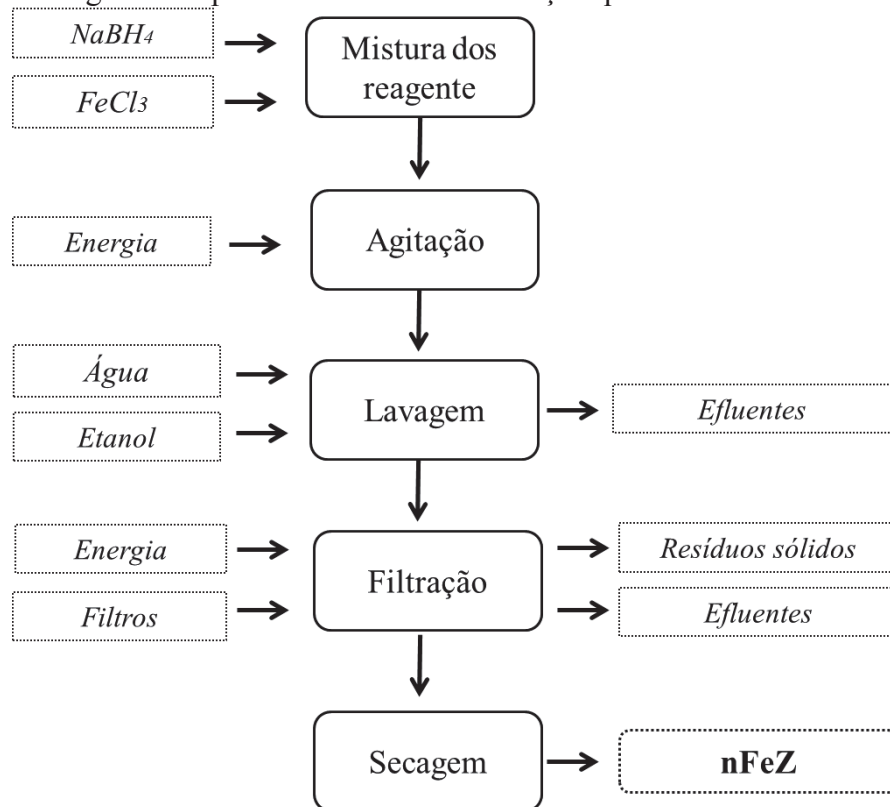 NaBH4
FeCl3
Mistura dos
reagente
Energia
Agitação
Água
Etanol
Lavagem
Efluentes
Energia
Filtros
Filtração
Resíduos sólidos
Efluentes
Secagem
nFeZ